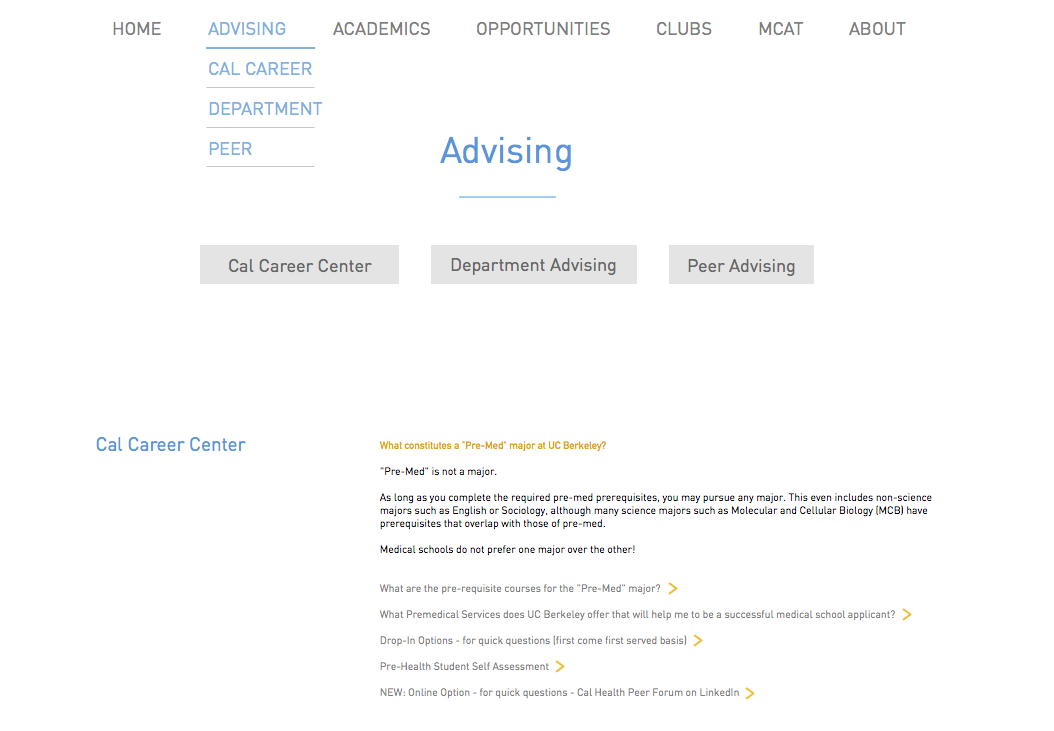 HOME ADVISING ACADEMICS OPPORTUNITIES CLUBS MCAT ABOUT
CAL CAREER
DEPARTMENT
PEER
Advising
Cal Career Center Department Advising Peer Advising
Cal Career Center
What constitutes a "Pre-Med" major at UC Berkeley?
"Pre-Med" is not a major.
As long as you complete the required pre-med prerequisites, you may pursue any major. This even includes non-science
majors such as English or Sociology, although many science majors such as Molecular and Cellular Biology (MCB) have
prerequisites that overlap with those of pre-med.
Medical schools do not prefer one major over the other!
What are the pre-requisite courses for the "Pre-Med" major?
What Premedical Services does UC Berkeley offer that will help me to be a successful medical school applicant?
Drop-In Options - for quick questions (first come first served basis)
Pre-Health Student Self Assessment
NEW: Online Option - for quick questions - Cal Health Peer Forum on LinkedIn